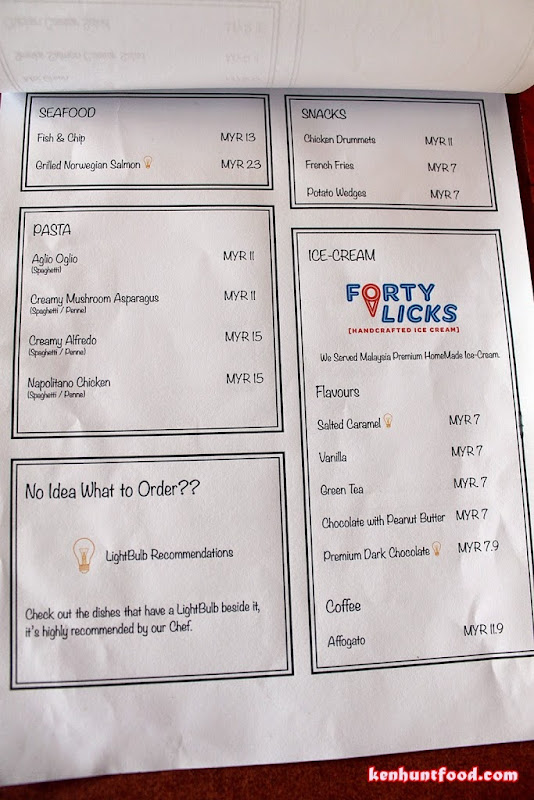 SEAFOOD
Fish & Chip MYR 13
Grilled Norwegian Salmon MYR 23
PASTA
Aglio Oglio MYR 11
(Spaghetti)
Creamy Mushroom Asparagus MYR 11
(Spaghetti / Penne)
Creamy Alfredo MYR 15
(Spaghetti / Penne)
Napolitano Chicken MYR 15
(Spaghetti / Penne)
No Idea What to Order??
LightBulb Recommendations
Check out the dishes that have a LightBulb beside it,
it's highly recommended by our Chef.
SNACKS
Chicken Drummets MYR 11
French Fries MYR 7
Potato Wedges MYR 7
ICE-CREAM
FORTY
LICKS
[HANDCRAFTED ICE CREAM]
We Served Malaysia Premium HomeMade Ice-Cream.
Flavours
Salted Caramel MYR 7
Vanilla MYR 7
Green Tea MYR 7
Chocolate with Peanut Butter MYR 7
Premium Dark Chocolate MYR 7.9
Coffee
Affogato MYR 11.9
kenhuntfood.com